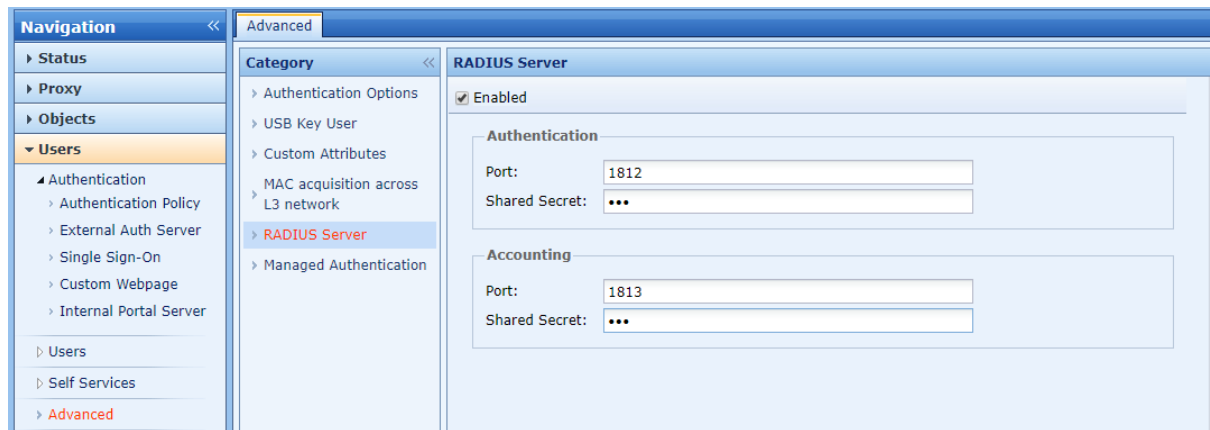 Navigation
Status
Proxy
Objects
Users
Authentication
Authentication Policy
External Auth Server
Single Sign-On
Custom Webpage
Internal Portal Server
Users
Self Services
Advanced
Advanced
Category
Authentication Options
USB Key User
Custom Attributes
MAC acquisition across
L3 network
RADIUS Server
Managed Authentication
RADIUS Server
Enabled
Authentication
Port: 1812
Shared Secret: •••
Accounting
Port: 1813
Shared Secret: •••